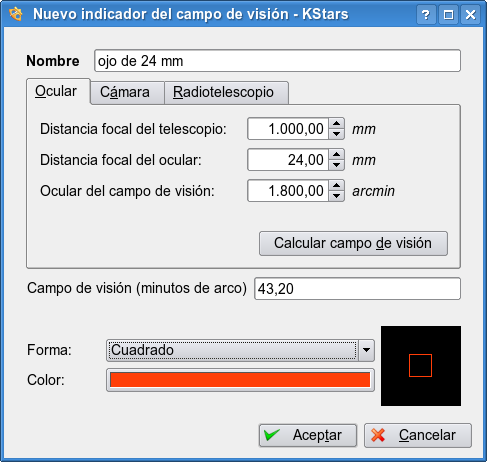 Nuevo indicador del campo de visión - KStars
Nombre ojo de 24 mm
Ocular Cámara Radiotelescopio
Distancia focal del telescopio: 1.000,00 mm
Distancia focal del ocular: 24,00 mm
Ocular del campo de visión: 1.800,00 arcmin
Calcular campo de visión
Campo de visión (minutos de arco) 43,20
Forma: Cuadrado
Color:
Aceptar Cancelar